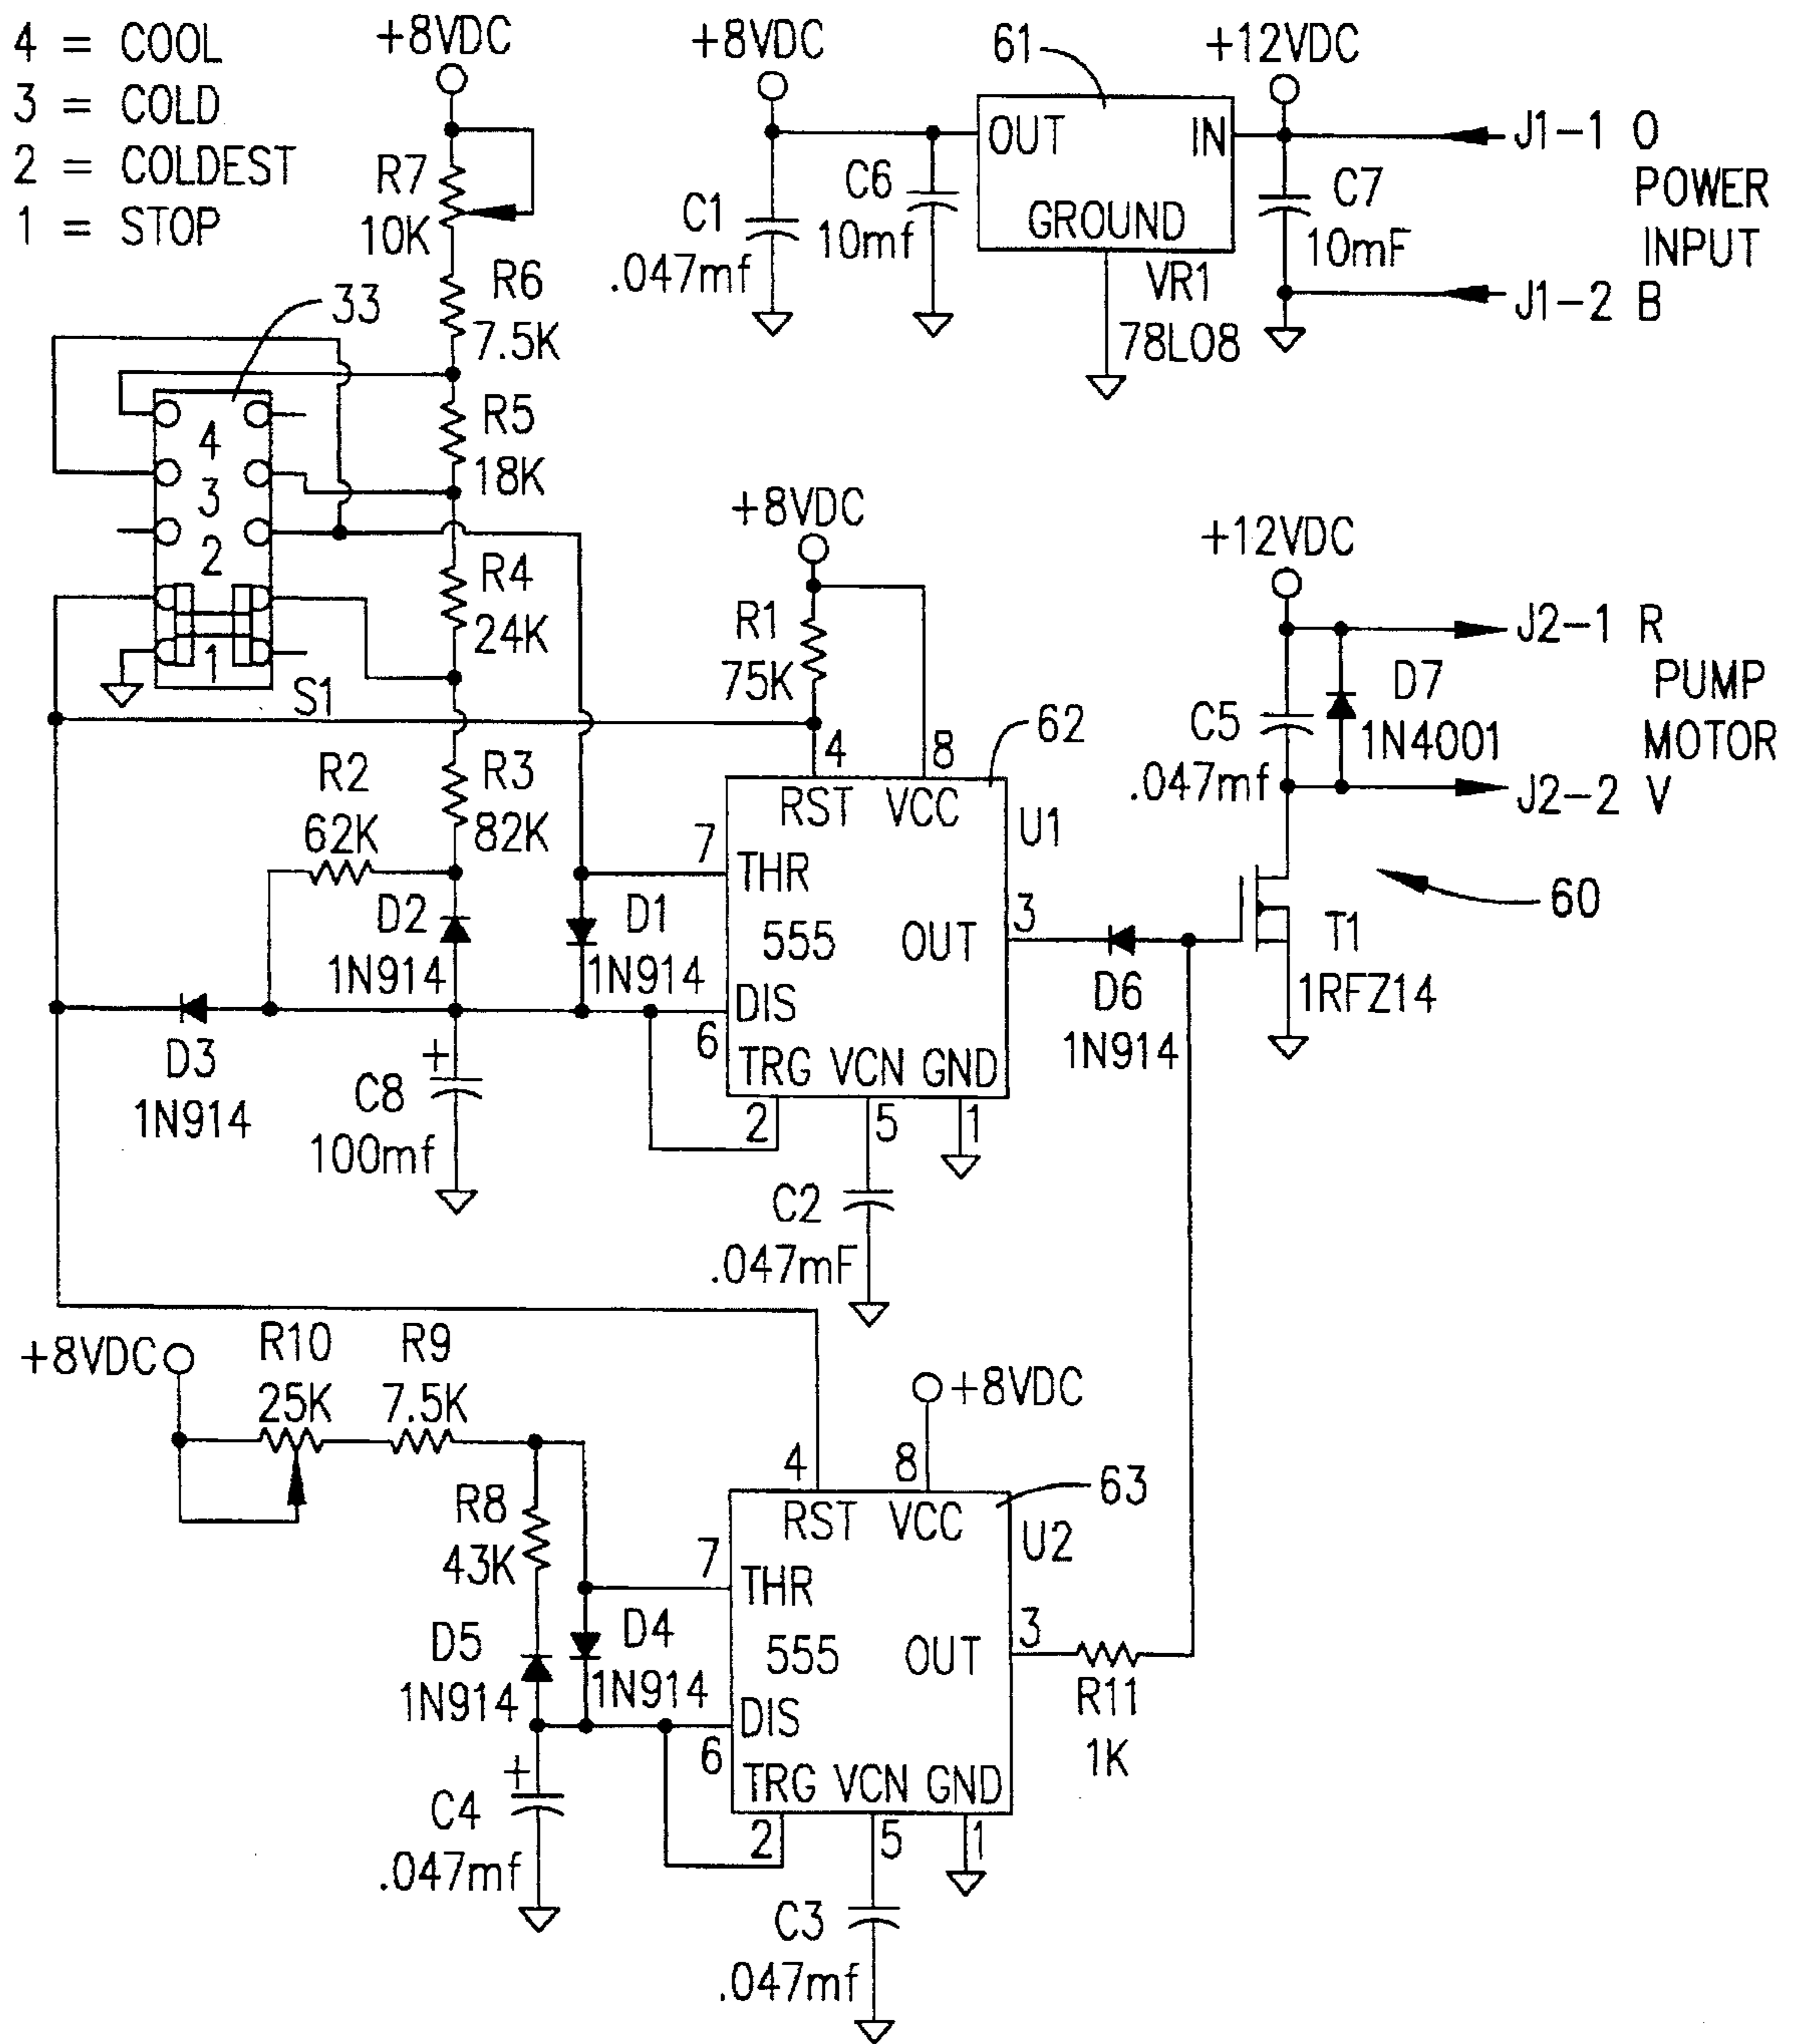 4 = COOL
3 = COLD
2 = COLDEST
1 = STOP
+8VDC
R7
10K
R6
7.5K
R5
18K
R4
24K
R3
82K
33
4
3
2
1
S1
+8VDC
C1
.047mf
C6
10mf
61
OUT
IN
GROUND
VR1
78L08
+12VDC
C7
10mF
J1-1 O
POWER
INPUT
J1-2 B
+8VDC
R1
75K
4
8
62
RST VCC
U1
7
THR
555
OUT
3
DIS
6
TRG VCN GND
2
5
1
R2
62K
D2
1N914
D1
1N914
D3
1N914
+
C8
100mf
C2
.047mF
D6
1N914
+12VDC
J2-1 R
PUMP
MOTOR
J2-2 V
D7
1N4001
C5
.047mf
T1
1RFZ14
60
+8VDC
R10
25K
R9
7.5K
R8
43K
D5
1N914
D4
1N914
+
C4
.047mf
+8VDC
4
8
63
RST VCC
U2
7
THR
555
OUT
3
DIS
6
TRG VCN GND
2
5
1
R11
1K
C3
.047mf